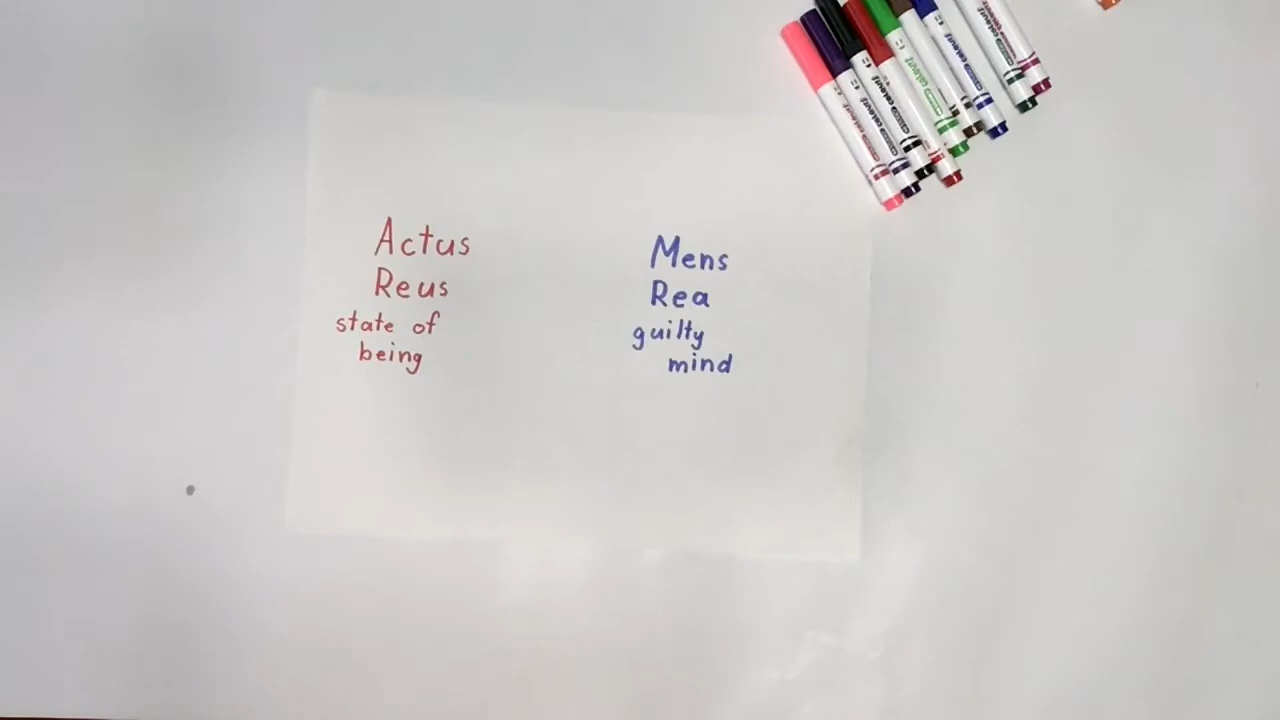 Actus
Reus
state of
being
Mens
Rea
guilty
mind